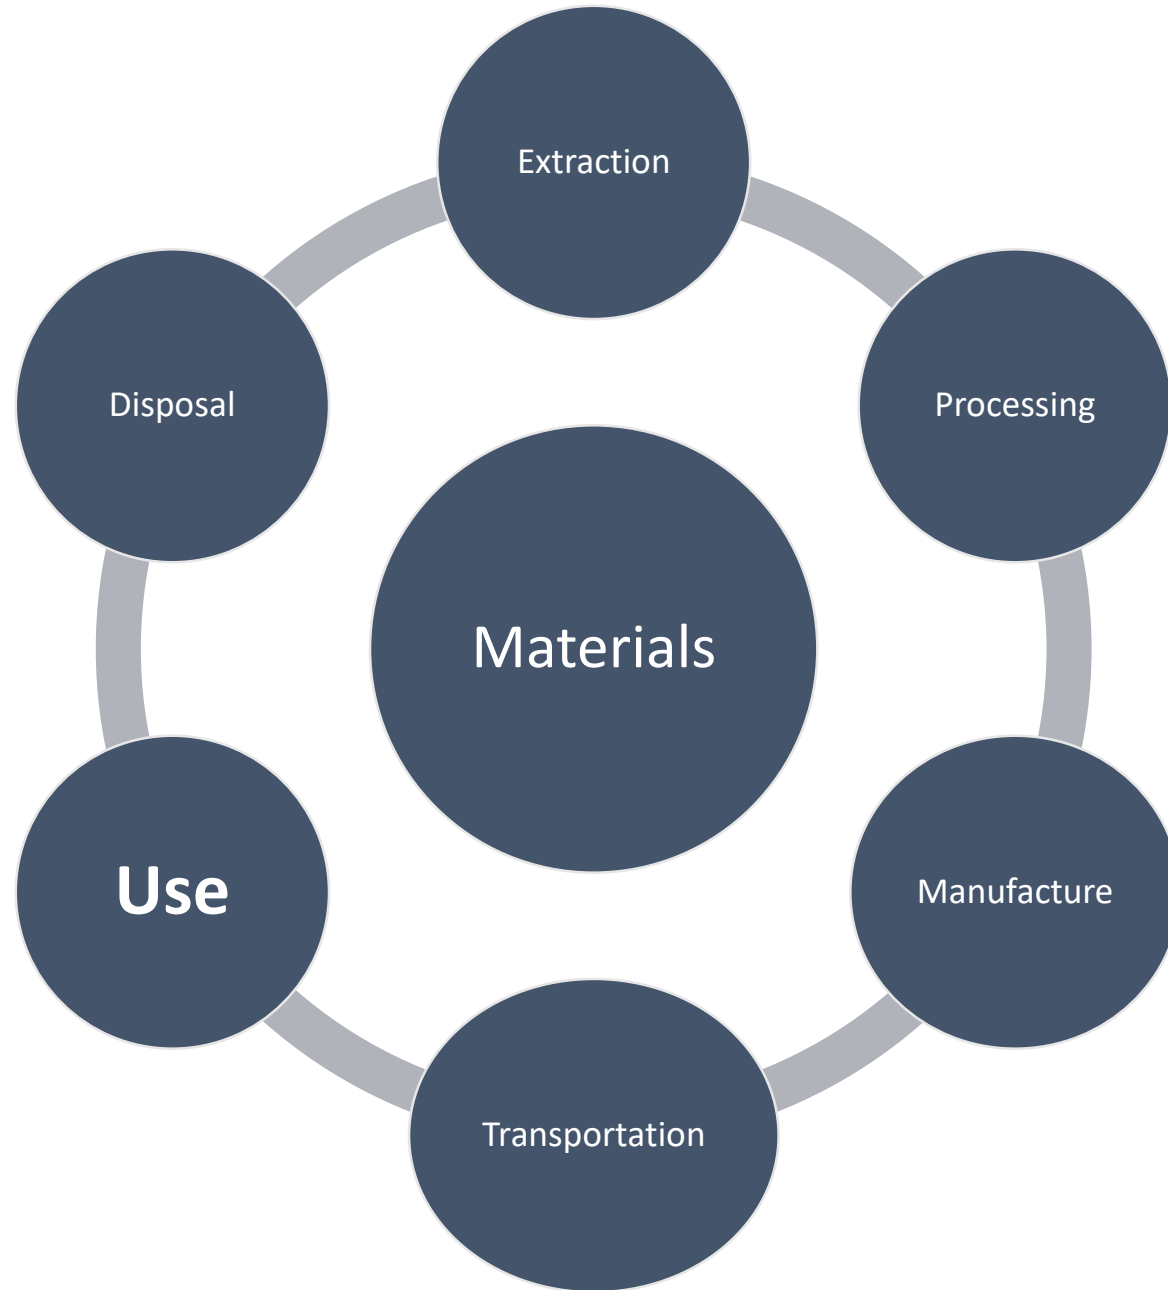 Extraction
Processing
Manufacture
Transportation
Use
Disposal
Materials